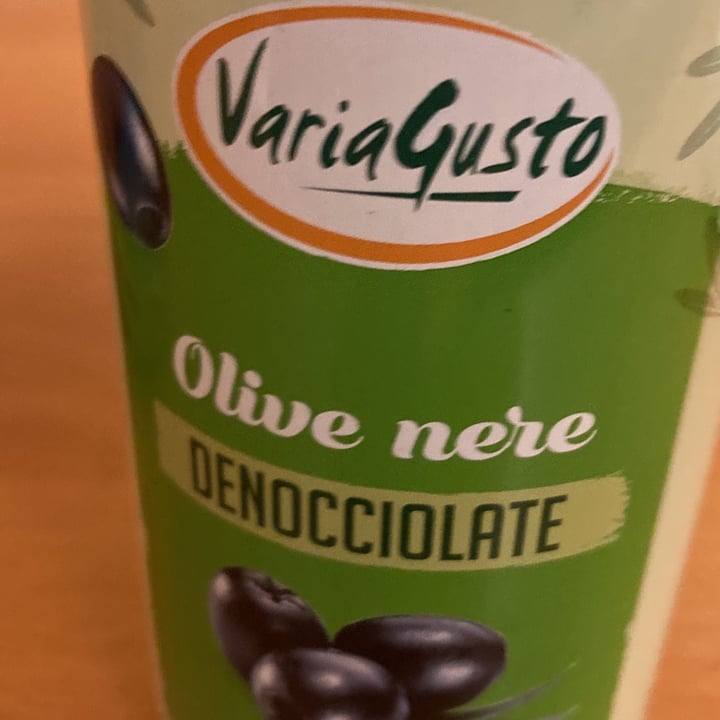 VariaGusto
Olive nere
DENOCCIOLATE